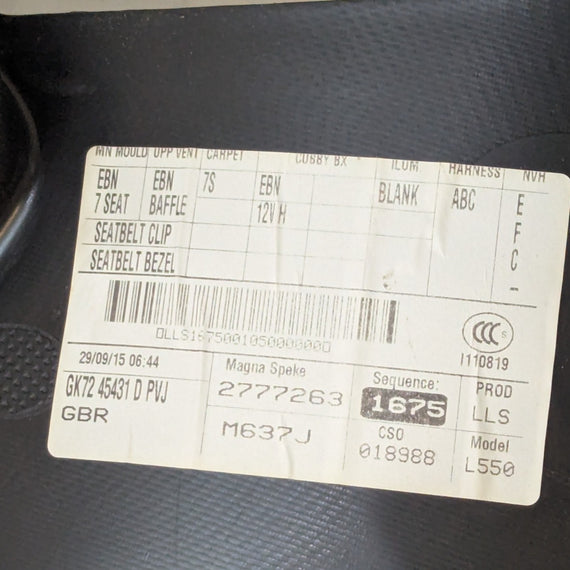 MN MOULD UPP VENT CARPET CUBBY BX ILUM HARNESS NVH
EBN EBN 7S EBN BLANK ABC E
7 SEAT BAFFLE 12V H F
SEATBELT CLIP C
SEATBELT BEZEL -
CCC S
I110819
29/09/15 06:44 Magna Speke Sequence: PROD
GK72 45431 D PVJ 2777263 1675 LLS
GBR M637J CSO Model
018988 L550